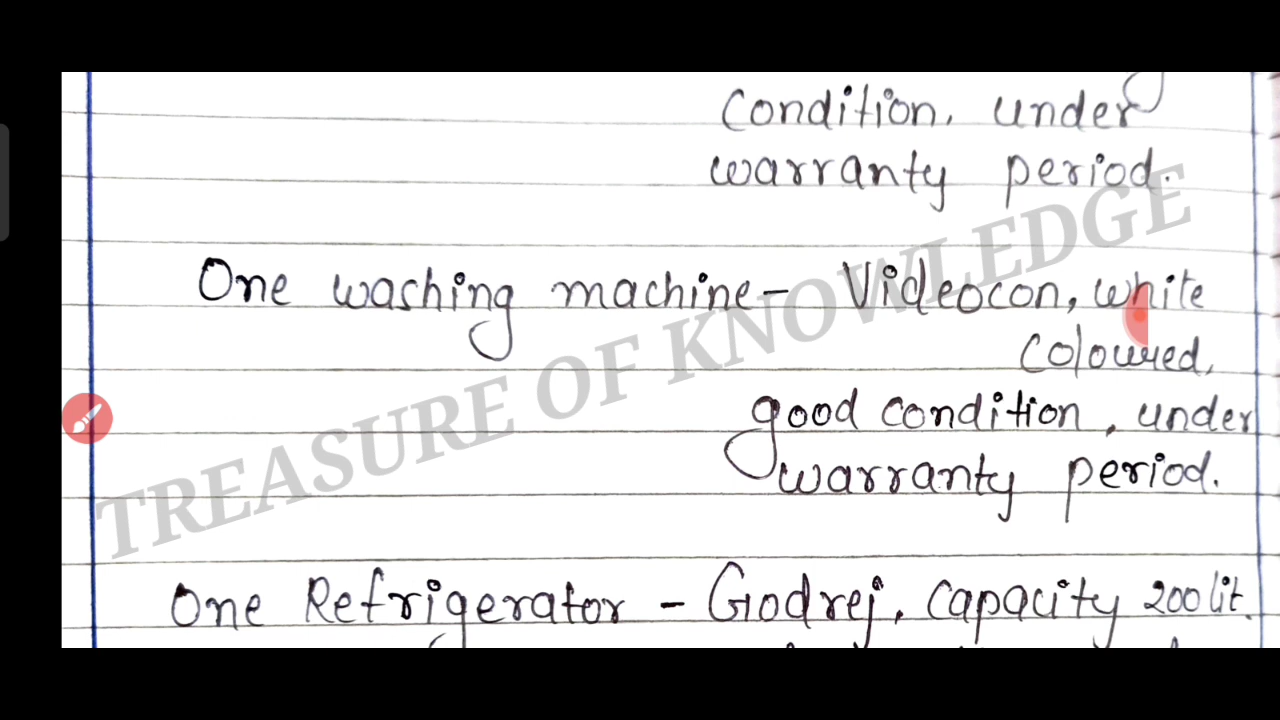 Condition, under
warranty period.
One washing machine - Videocon, white
coloured,
good condition, under
warranty period.
One Refrigerator - Godrej, Capacity 200 lit.
TREASURE OF KNOWLEDGE